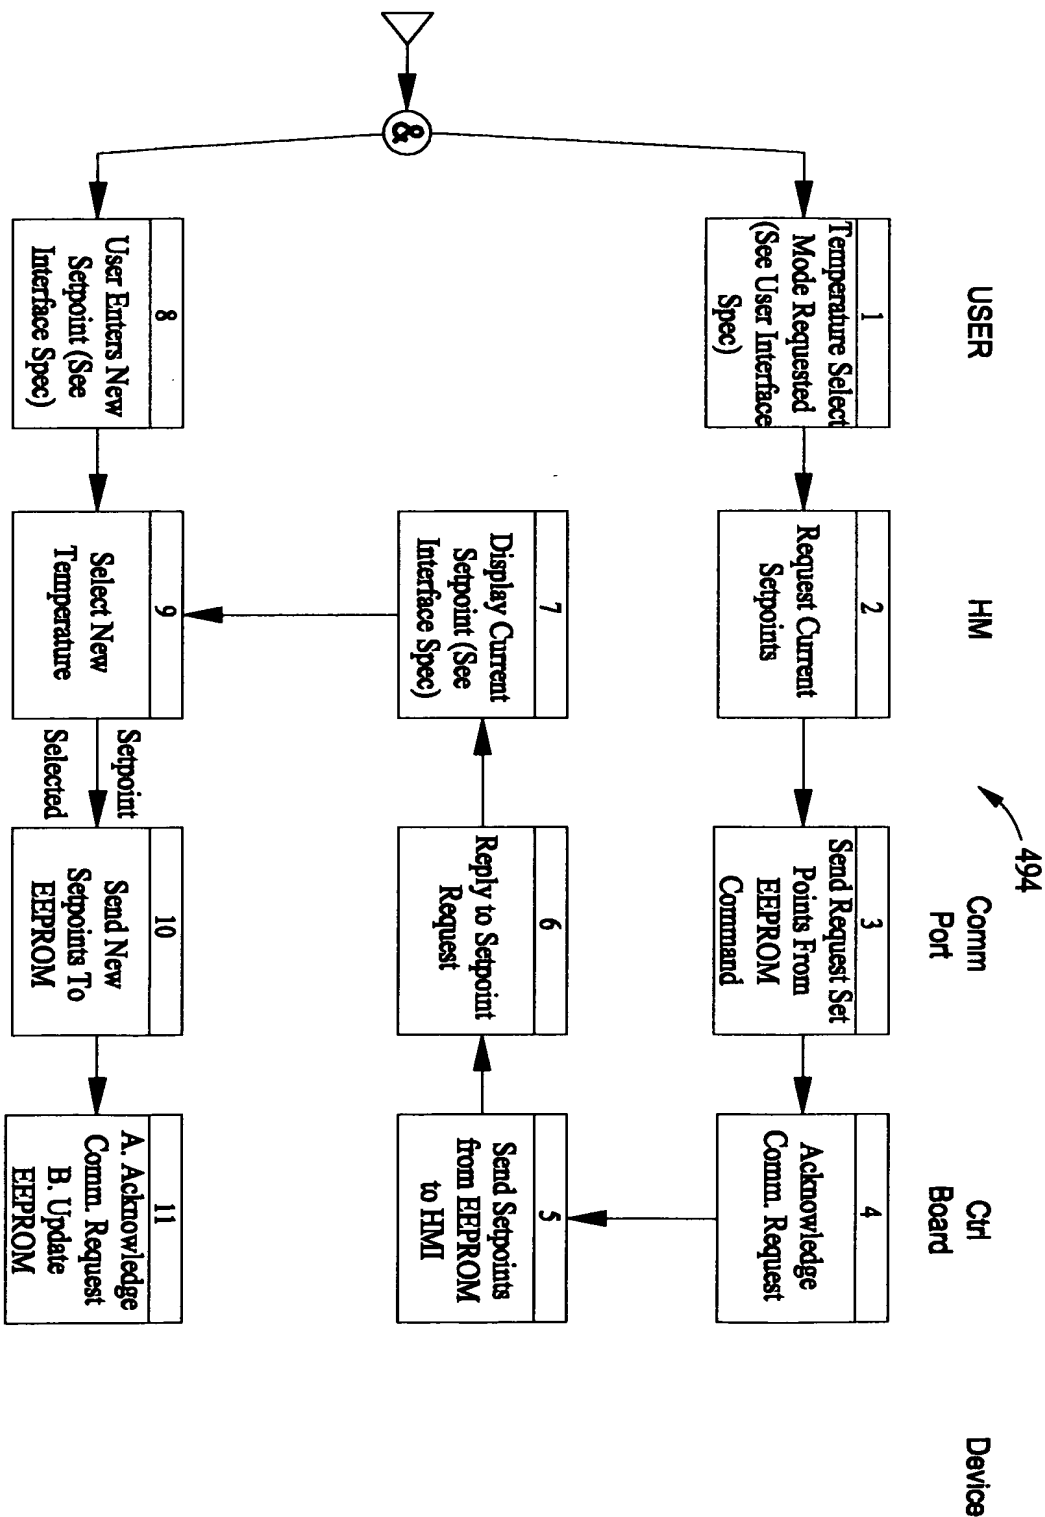 494
USER
HM
Comm
Port
Ctrl
Board
Device
&
1
Temperature Select
Mode Requested
(See User Interface
Spec)
2
Request Current
Setpoints
3
Send Request Set
Points From
EEPROM
Command
4
Acknowledge
Comm. Request
7
Display Current
Setpoint (See
Interface Spec)
6
Reply to Setpoint
Request
5
Send Setpoints
from EEPROM
to HMI
8
User Enters New
Setpoint (See
Interface Spec)
9
Select New
Temperature
Setpoint
Selected
10
Send New
Setpoints To
EEPROM
11
A. Acknowledge
Comm. Request
B. Update
EEPROM